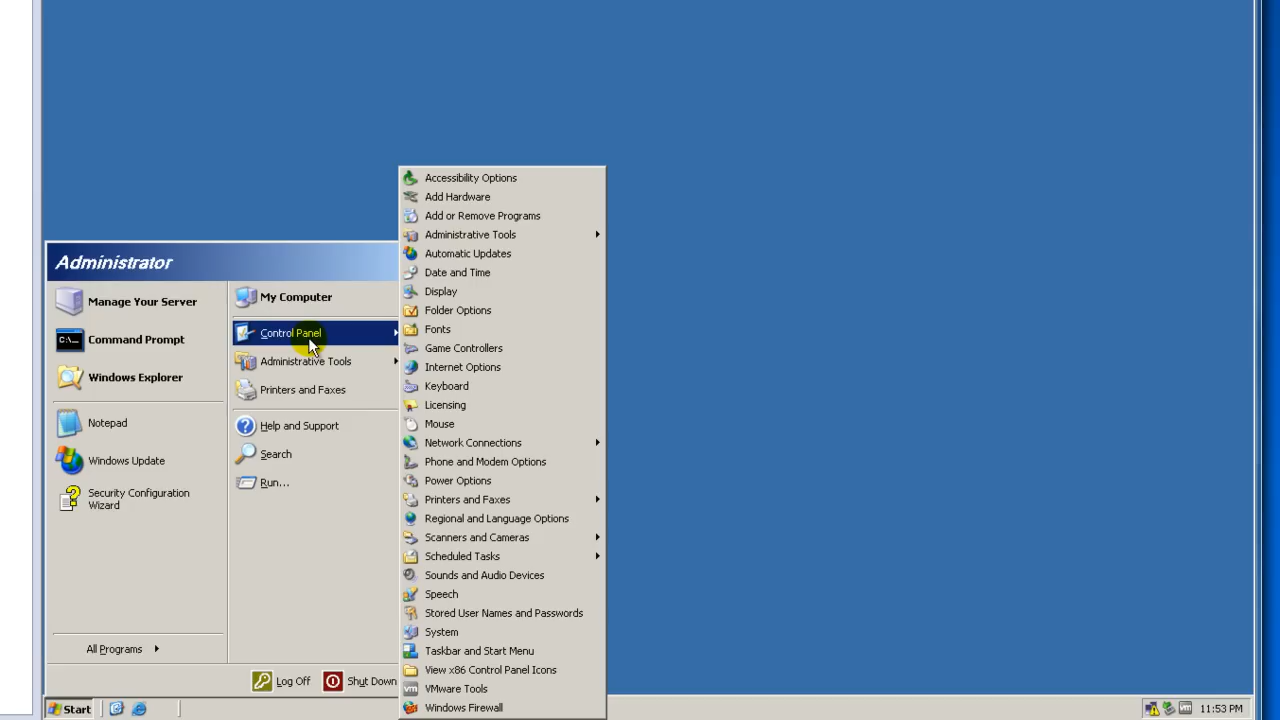 Administrator
Manage Your Server
Command Prompt
Windows Explorer
Notepad
Windows Update
Security Configuration
Wizard
All Programs
My Computer
Control Panel
Administrative Tools
Printers and Faxes
Help and Support
Search
Run...
Log Off
Shut Down
Accessibility Options
Add Hardware
Add or Remove Programs
Administrative Tools
Automatic Updates
Date and Time
Display
Folder Options
Fonts
Game Controllers
Internet Options
Keyboard
Licensing
Mouse
Network Connections
Phone and Modem Options
Power Options
Printers and Faxes
Regional and Language Options
Scanners and Cameras
Scheduled Tasks
Sounds and Audio Devices
Speech
Stored User Names and Passwords
System
Taskbar and Start Menu
View x86 Control Panel Icons
VMware Tools
Windows Firewall
Start
11:53 PM